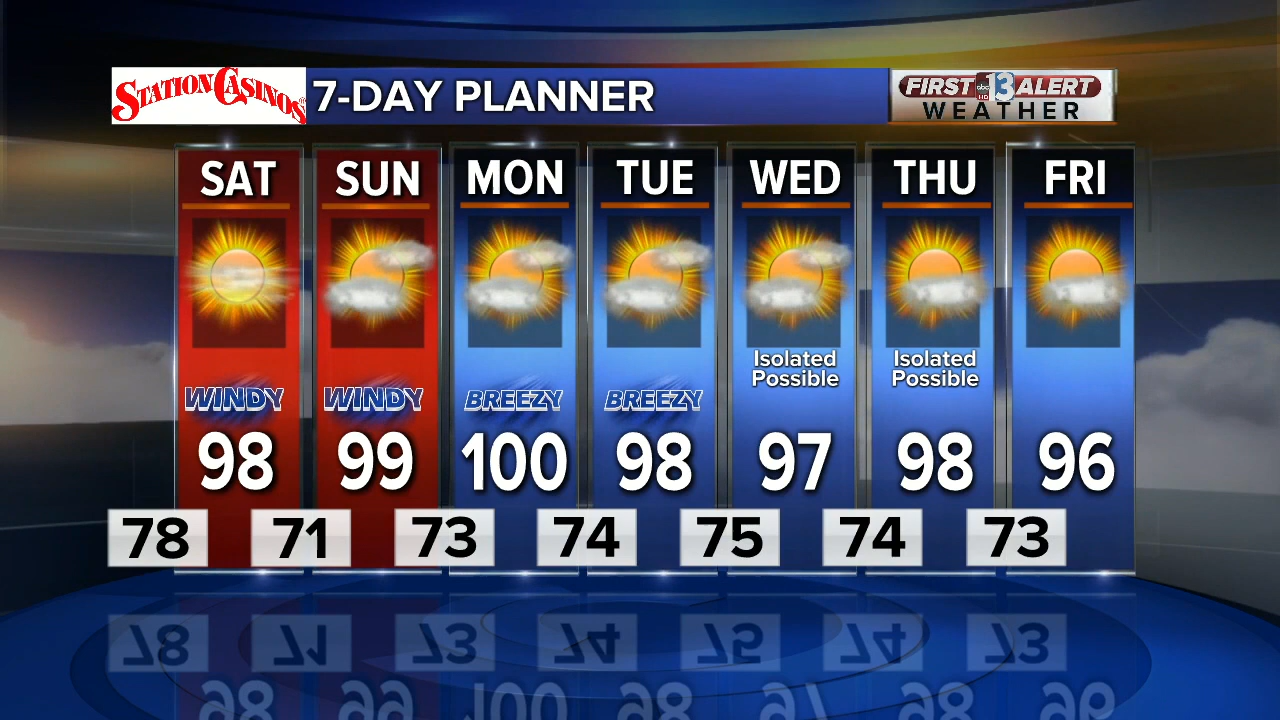 STATION CASINOS® 7-DAY PLANNER FIRST abc 13 HD ALERT
WEATHER
SAT SUN MON TUE WED THU FRI
Isolated Isolated
Possible Possible
WINDY WINDY BREEZY BREEZY
98 99 100 98 97 98 96
78 71 73 74 75 74 73